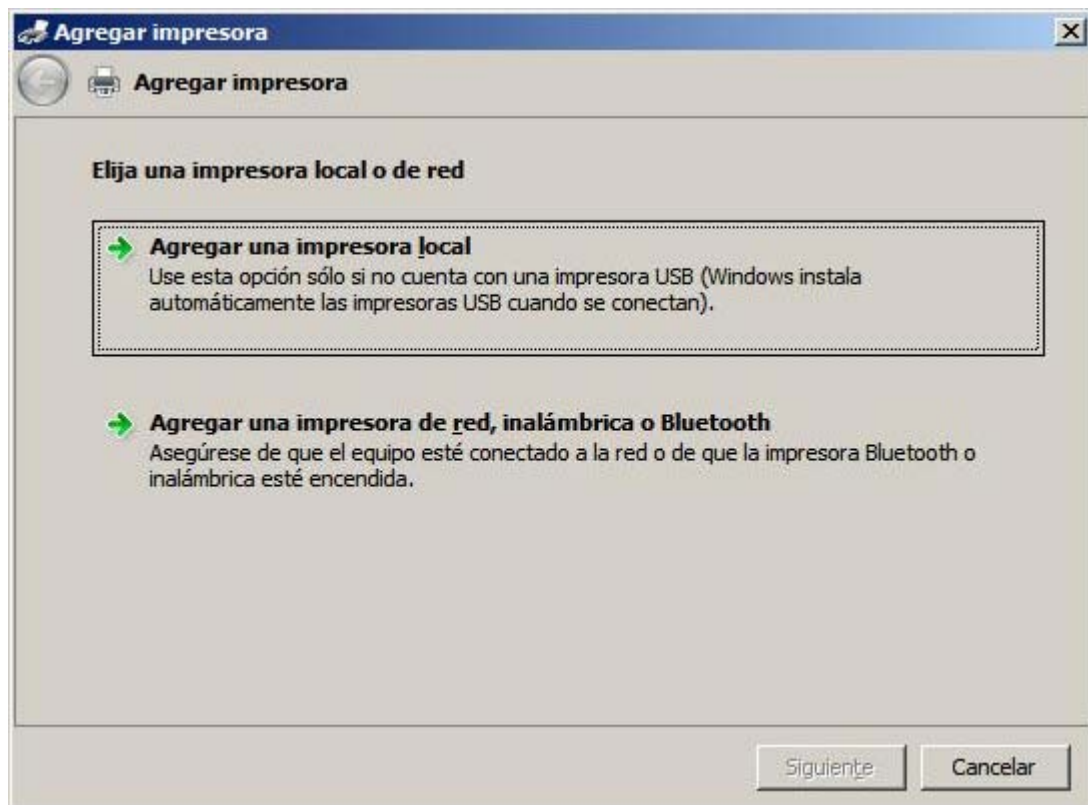 Agregar impresora
Agregar impresora
Elija una impresora local o de red
Agregar una impresora local
Use esta opción sólo si no cuenta con una impresora USB (Windows instala
automáticamente las impresoras USB cuando se conectan).
Agregar una impresora de red, inalámbrica o Bluetooth
Asegúrese de que el equipo esté conectado a la red o de que la impresora Bluetooth o
inalámbrica esté encendida.
Siguiente
Cancelar